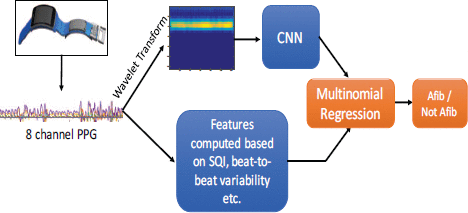 Wavelet Transform
CNN
8 channel PPG
Features
computed based
on SQI, beat-to-
beat variability
etc.
Multinomial
Regression
Afib /
Not Afib